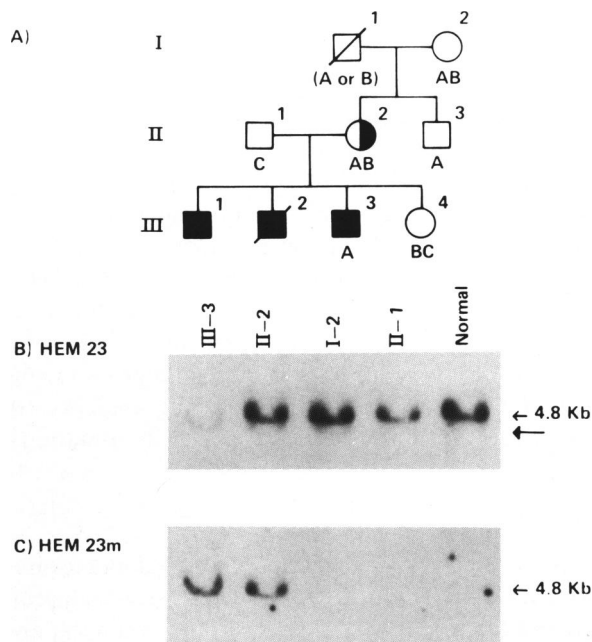 A)
I
1
2
(A or B)
AB
II
1
2
3
C
AB
A
III
1
2
3
4
A
BC
III–3
II–2
I–2
II–1
Normal
B) HEM 23
← 4.8 Kb
←
C) HEM 23m
← 4.8 Kb